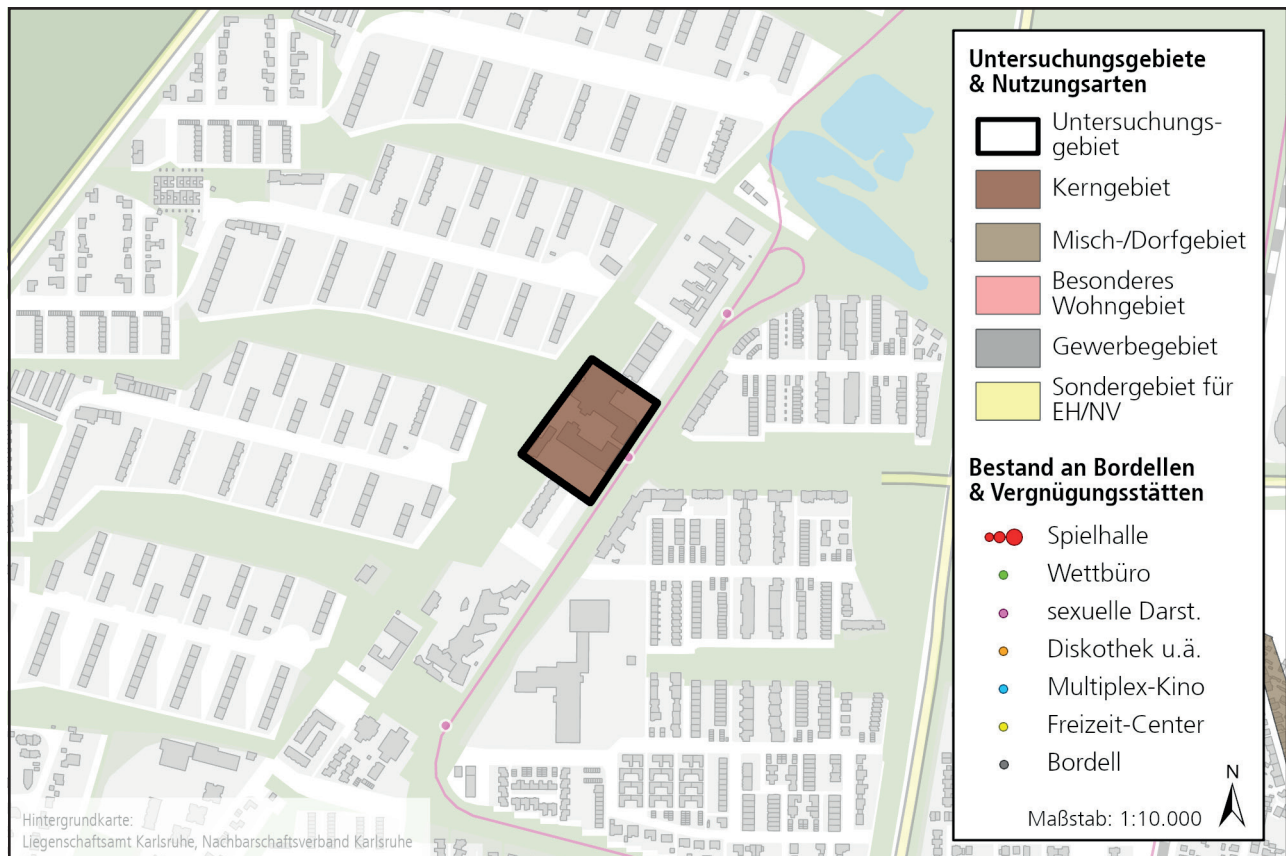 Untersuchungsgebiete
& Nutzungsarten
Untersuchungs-
gebiet
Kerngebiet
Misch-/Dorfgebiet
Besonderes
Wohngebiet
Gewerbegebiet
Sondergebiet für
EH/NV
Bestand an Bordellen
& Vergnügungsstätten
Spielhalle
Wettbüro
sexuelle Darst.
Diskothek u.ä.
Multiplex-Kino
Freizeit-Center
Bordell
N
Maßstab: 1:10.000
Hintergrundkarte:
Liegenschaftsamt Karlsruhe, Nachbarschaftsverband Karlsruhe